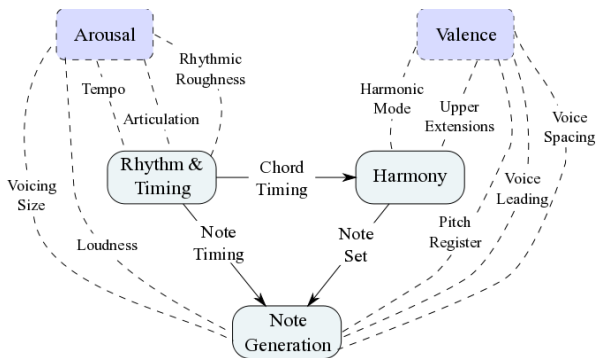 Arousal
Valence
Rhythmic
Roughness
Tempo
Harmonic
Mode
Upper
Extensions
Articulation
Voice
Spacing
Rhythm &
Timing
Chord
Timing
Harmony
Voicing
Size
Voice
Leading
Loudness
Note
Timing
Note
Set
Pitch
Register
Note
Generation